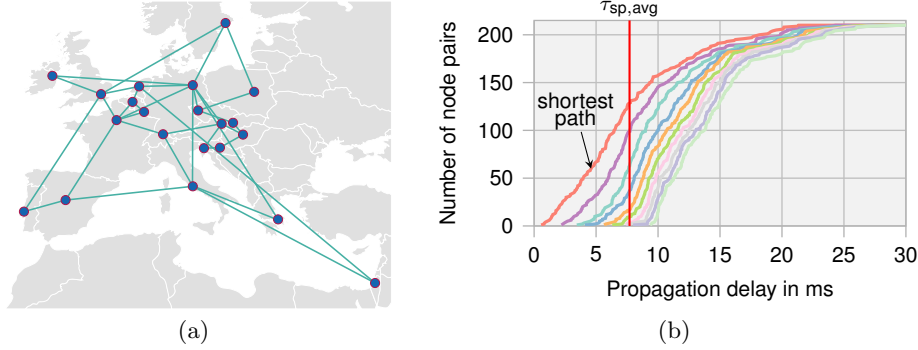 τsp,avg
200
150
100
50
0
Number of node pairs
shortest
path
0 5 10 15 20 25 30
Propagation delay in ms
(a) (b)